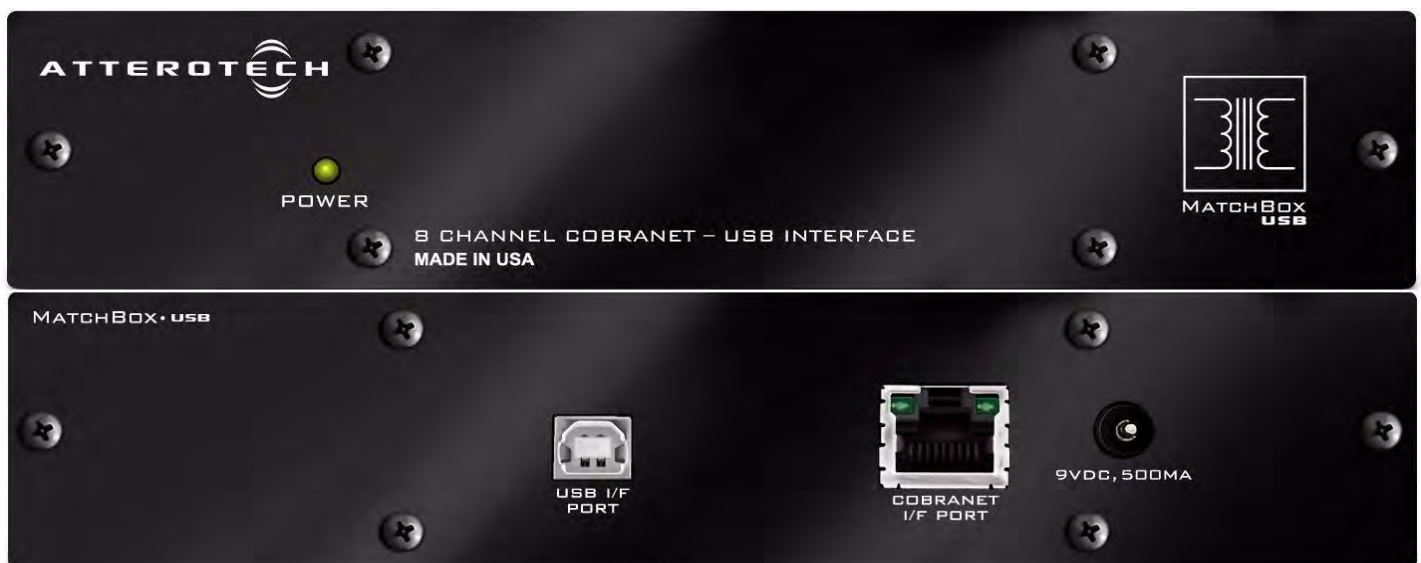 ATTEROTECH
POWER
8 CHANNEL COBRANET – USB INTERFACE
MADE IN USA
MATCHBOX
USB
MATCHBOX • USB
USB I/F
PORT
COBRANET
I/F PORT
9VDC, 500MA